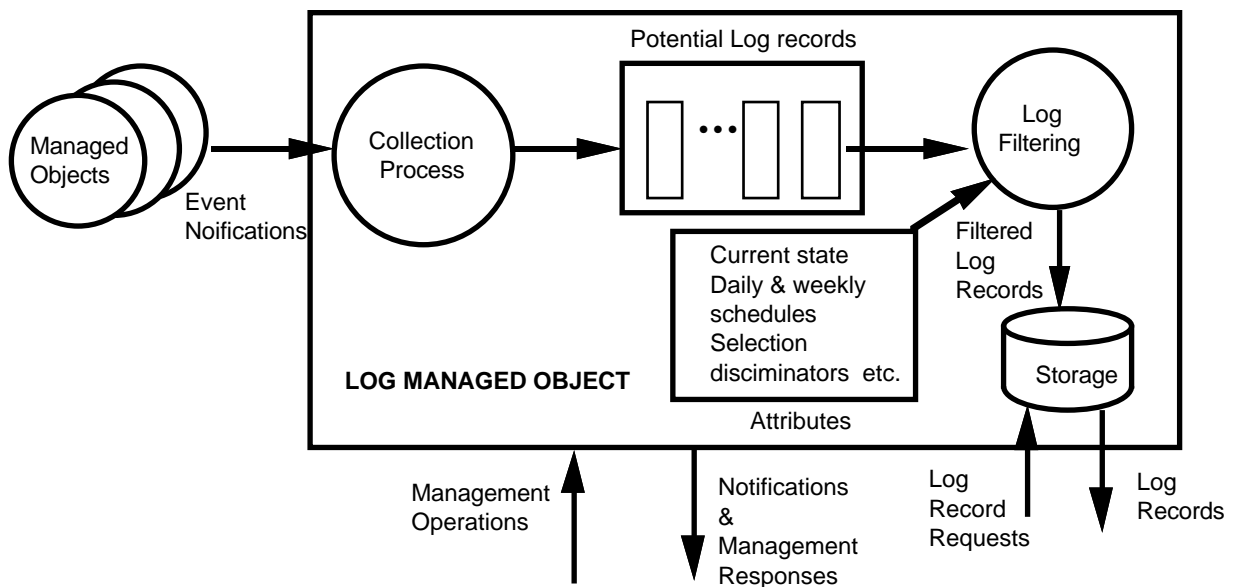 Potential Log records
Managed
Objects
Collection
Process
Log
Filtering
Event
Noifications
Current state
Daily & weekly
schedules
Selection
disciminators etc.
Filtered
Log
Records
LOG MANAGED OBJECT
Storage
Attributes
Management
Operations
Notifications
&
Management
Responses
Log
Record
Requests
Log
Records